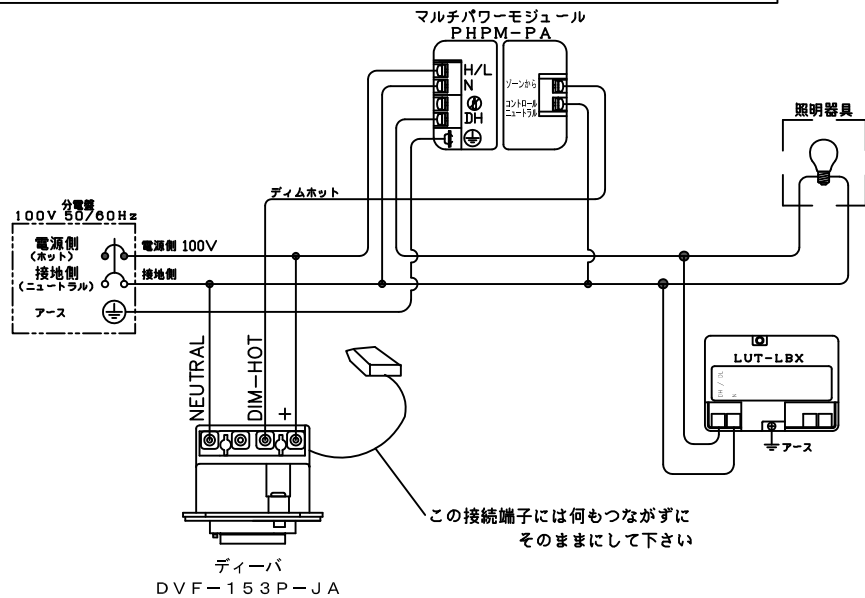 マルチパワーモジュール
PHPM-PA
H/L
N
DH
ゾーンから
コントロール
ニュートラル
照明器具
ディムホット
分電盤
100V 50/60Hz
電源側
(ホット)
接地側
(ニュートラル)
アース
電源側 100V
接地側
NEUTRAL
DIM-HOT
+
LUT-LBX
DH / DL
N
アース
この接続端子には何もつながずに
そのままにして下さい
ディーバ
DVF-153P-JA